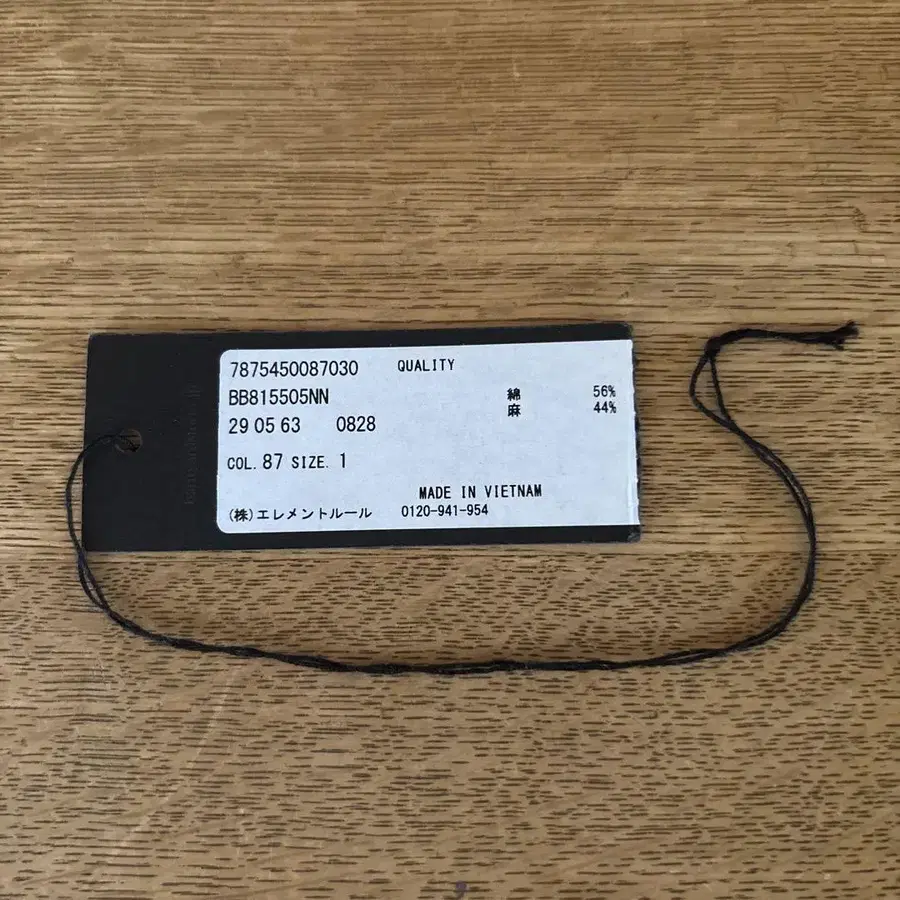 7875450087030 QUALITY
BB815505NN
綿 56%
麻 44%
29 05 63 0828
COL. 87 SIZE. 1
MADE IN VIETNAM
(株)エレメントルール 0120-941-954